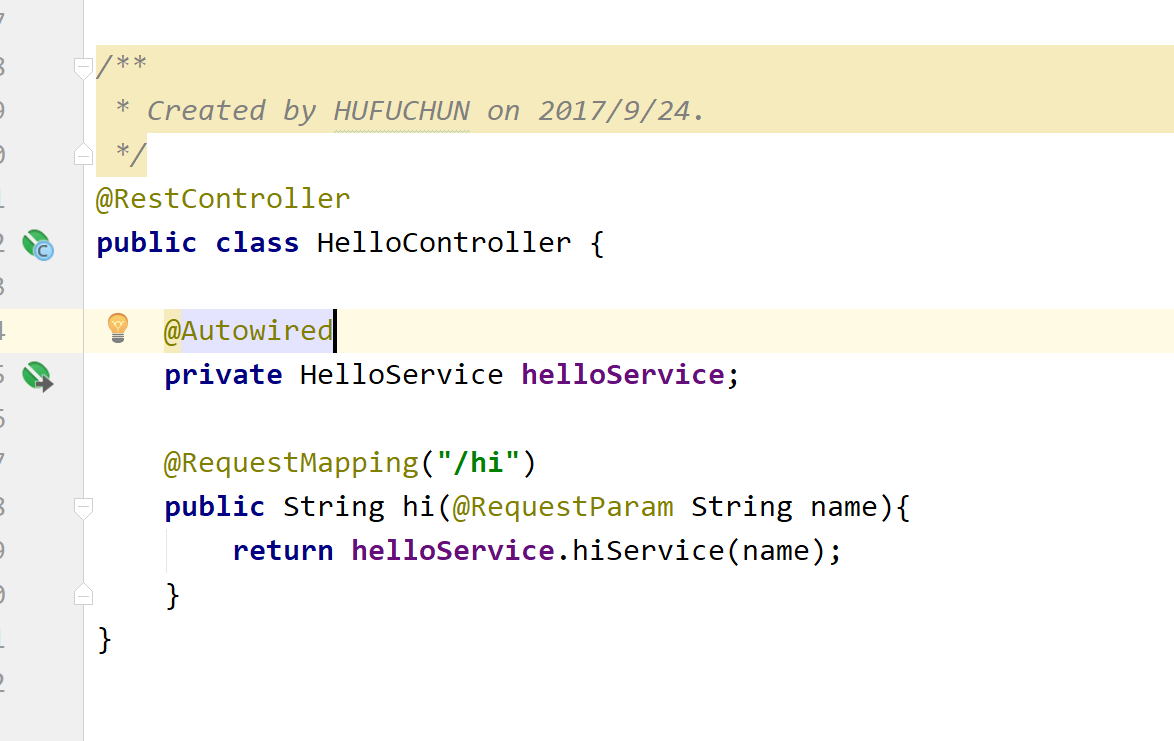 /**
 * Created by HUFUCHUN on 2017/9/24.
 */
@RestController
public class HelloController {
@Autowired
private HelloService helloService;
@RequestMapping("/hi")
public String hi(@RequestParam String name){
return helloService.hiService(name);
}
}